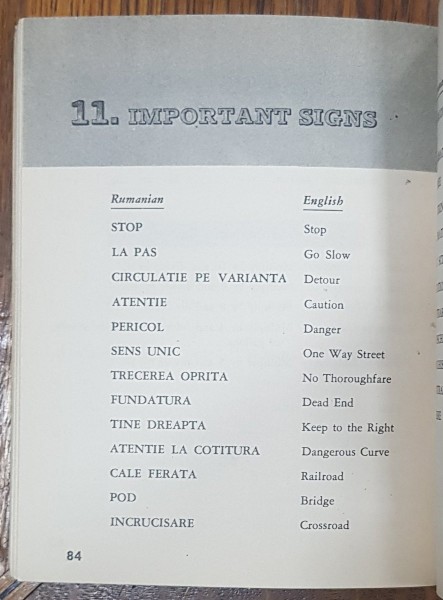 11. IMPORTANT SIGNS
Rumanian English
STOP Stop
LA PAS Go Slow
CIRCULATIE PE VARIANTA Detour
ATENTIE Caution
PERICOL Danger
SENS UNIC One Way Street
TRECEREA OPRITA No Thoroughfare
FUNDATURA Dead End
TINE DREAPTA Keep to the Right
ATENTIE LA COTITURA Dangerous Curve
CALE FERATA Railroad
POD Bridge
INCRUCISARE Crossroad
84